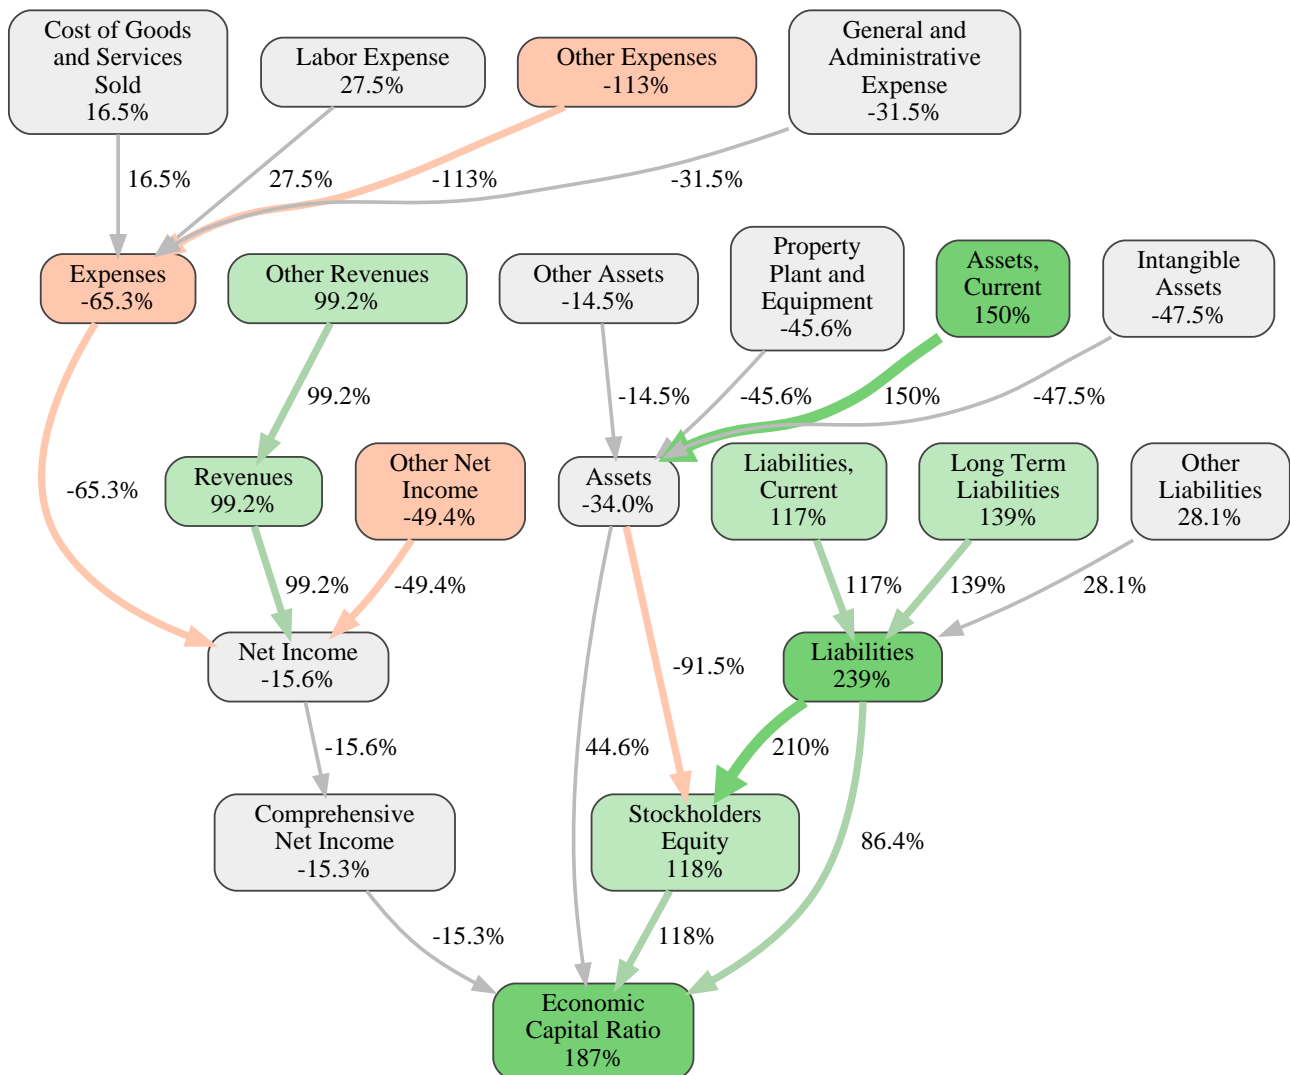 Cost of Goods
and Services
Sold
16.5%
Labor Expense
27.5%
Other Expenses
-113%
General and
Administrative
Expense
-31.5%
16.5%
27.5%
-113%
-31.5%
Expenses
-65.3%
Other Revenues
99.2%
Other Assets
-14.5%
Property
Plant and
Equipment
-45.6%
Assets,
Current
150%
Intangible
Assets
-47.5%
99.2%
-14.5%
-45.6%
150%
-47.5%
-65.3%
Revenues
99.2%
Other Net
Income
-49.4%
Assets
-34.0%
Liabilities,
Current
117%
Long Term
Liabilities
139%
Other
Liabilities
28.1%
99.2%
-49.4%
117%
139%
28.1%
Net Income
-15.6%
-91.5%
Liabilities
239%
-15.6%
44.6%
210%
Comprehensive
Net Income
-15.3%
Stockholders
Equity
118%
86.4%
-15.3%
118%
Economic
Capital Ratio
187%